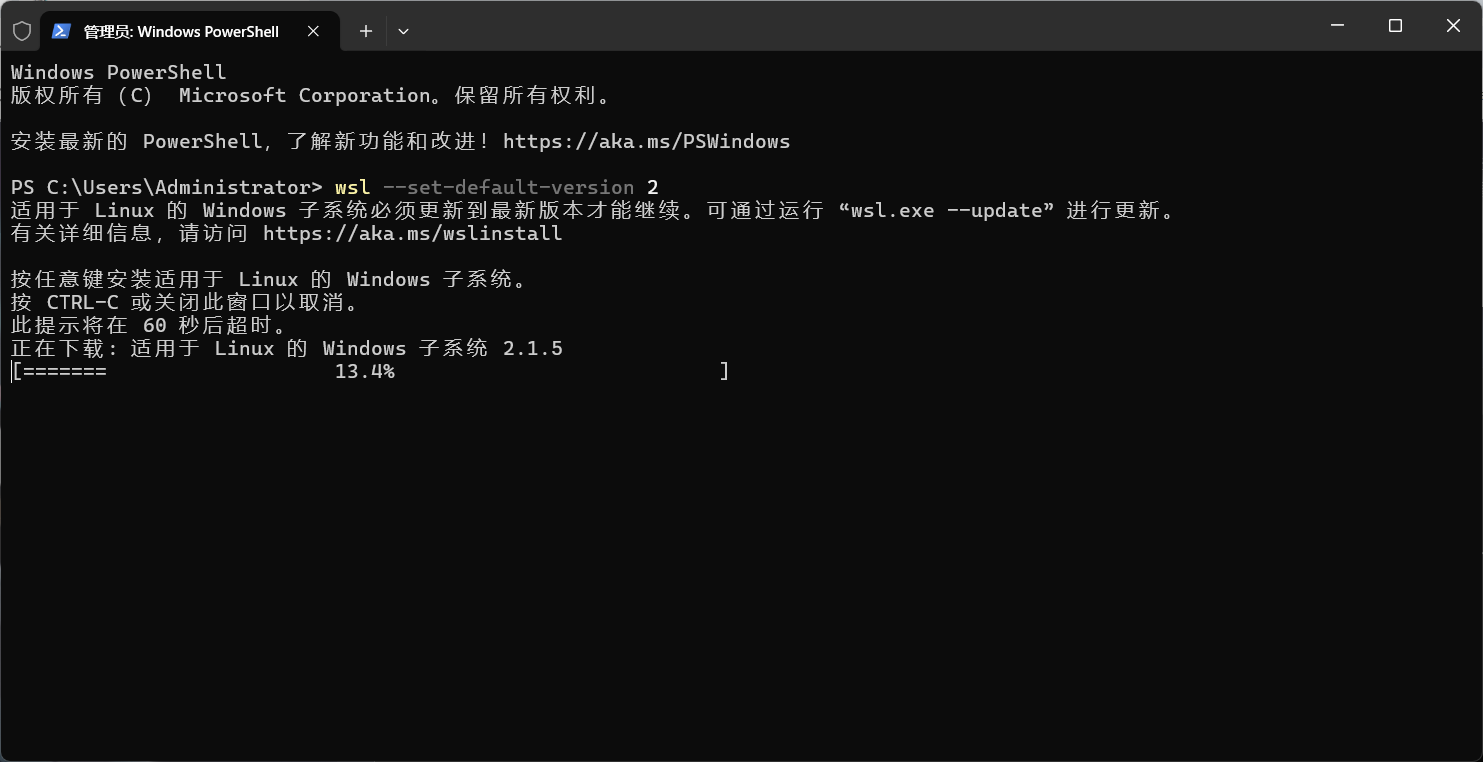 管理员: Windows PowerShell
Windows PowerShell
版权所有 (C) Microsoft Corporation。保留所有权利。
安装最新的 PowerShell，了解新功能和改进！https://aka.ms/PSWindows
PS C:\Users\Administrator> wsl --set-default-version 2
适用于 Linux 的 Windows 子系统必须更新到最新版本才能继续。可通过运行 “wsl.exe --update” 进行更新。
有关详细信息，请访问 https://aka.ms/wslinstall
按任意键安装适用于 Linux 的 Windows 子系统。
按 CTRL-C 或关闭此窗口以取消。
此提示将在 60 秒后超时。
正在下载: 适用于 Linux 的 Windows 子系统 2.1.5
[=======                   13.4%                           ]